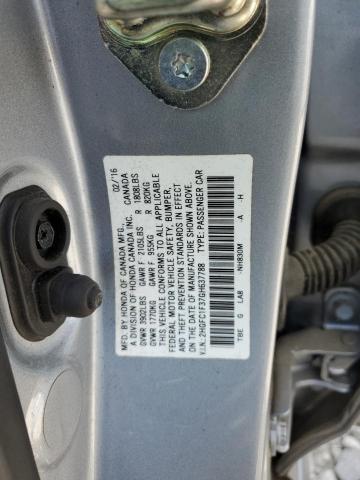 MFD. BY HONDA OF CANADA MFG., 02/'16
A DIVISION OF HONDA CANADA INC. CANADA
GVWR 3902LBS GAWR F 2105LBS R 1808LBS
GVWR 1770KG GAWR F 955KG R 820KG
THIS VEHICLE CONFORMS TO ALL APPLICABLE
FEDERAL MOTOR VEHICLE SAFETY, BUMPER,
AND THEFT PREVENTION STANDARDS IN EFFECT
ON THE DATE OF MANUFACTURE SHOWN ABOVE.
V.I.N.: 2HGFC1F37GH637788 TYPE: PASSENGER CAR
TBE G LA8 -NH830M -A -H